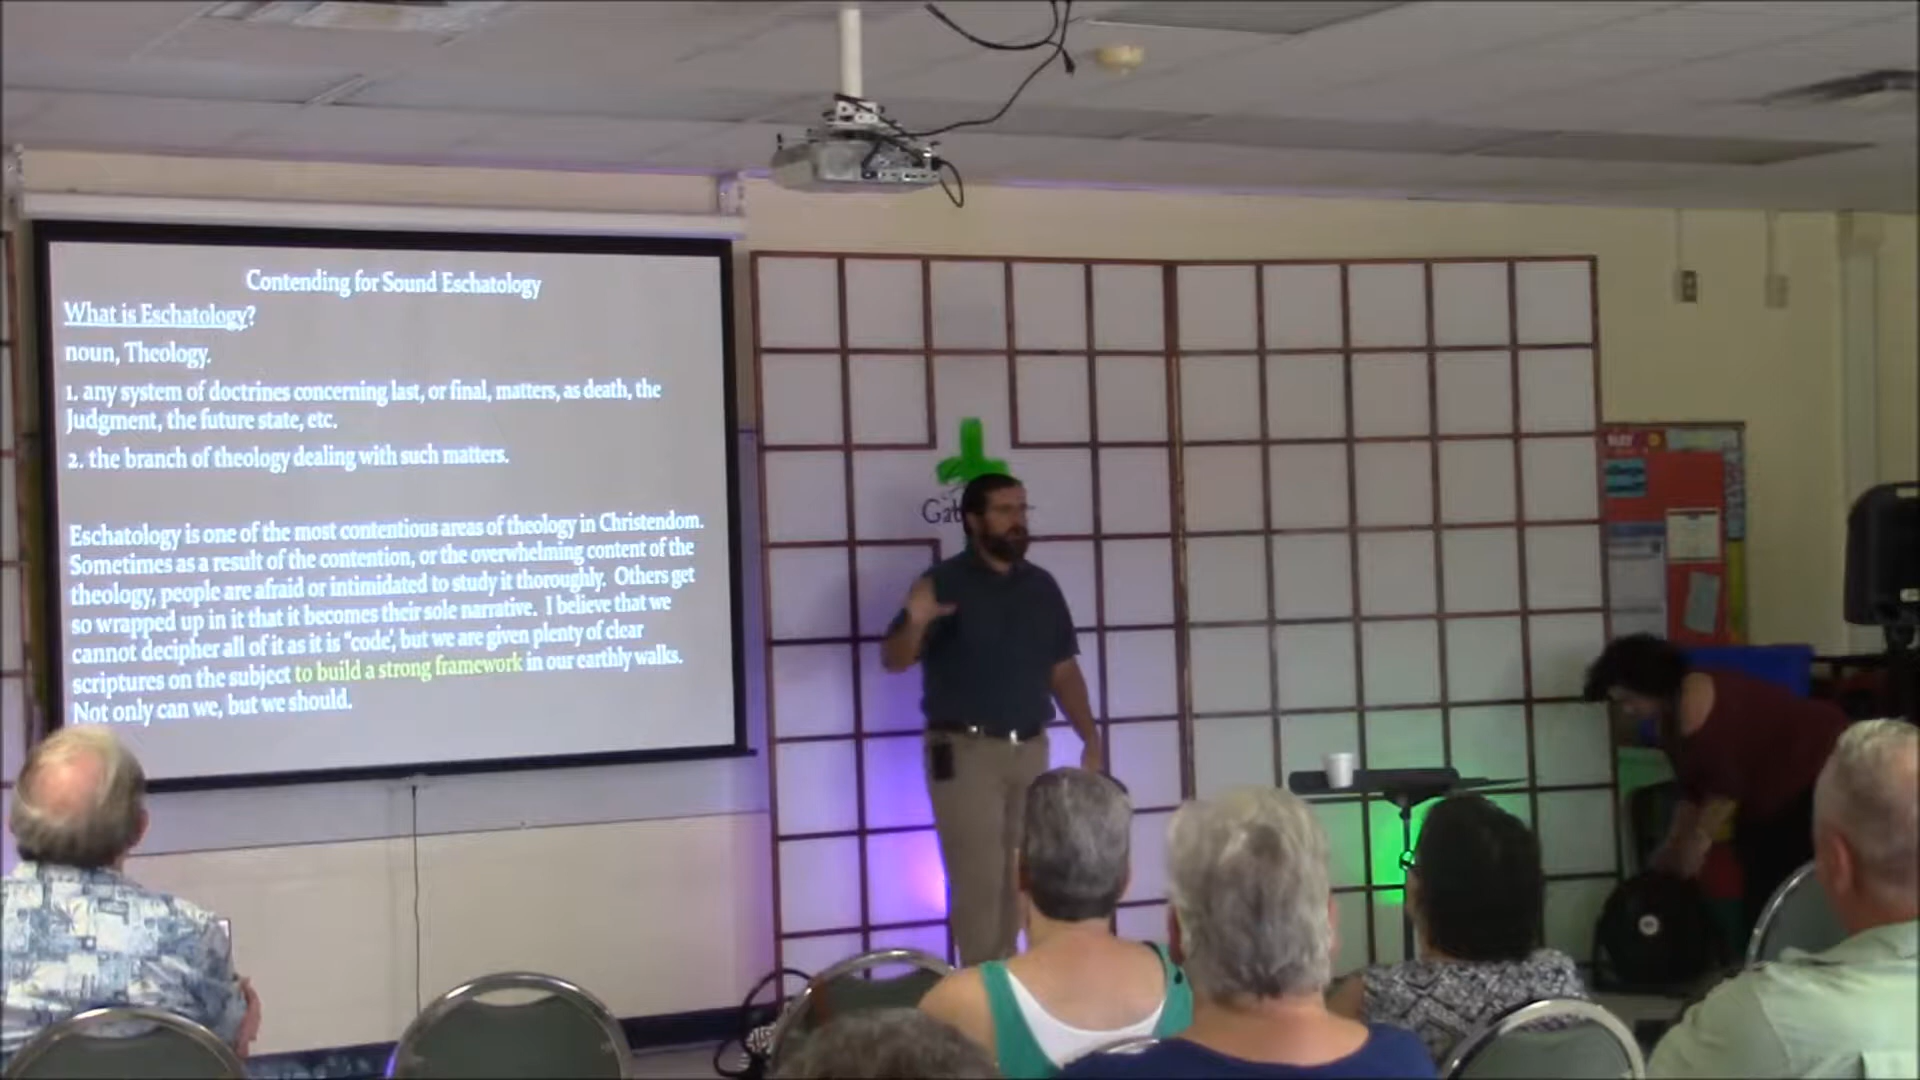 Contending for Sound Eschatology
What is Eschatology?
noun, Theology.
1. any system of doctrines concerning last, or final, matters, as death, the
Judgment, the future state, etc.
2. the branch of theology dealing with such matters.
Eschatology is one of the most contentious areas of theology in Christendom.
Sometimes as a result of the contention, or the overwhelming content of the
theology, people are afraid or intimidated to study it thoroughly. Others get
so wrapped up in it that it becomes their sole narrative. I believe that we
cannot decipher all of it as it is "code', but we are given plenty of clear
scriptures on the subject to build a strong framework in our earthly walks.
Not only can we, but we should.